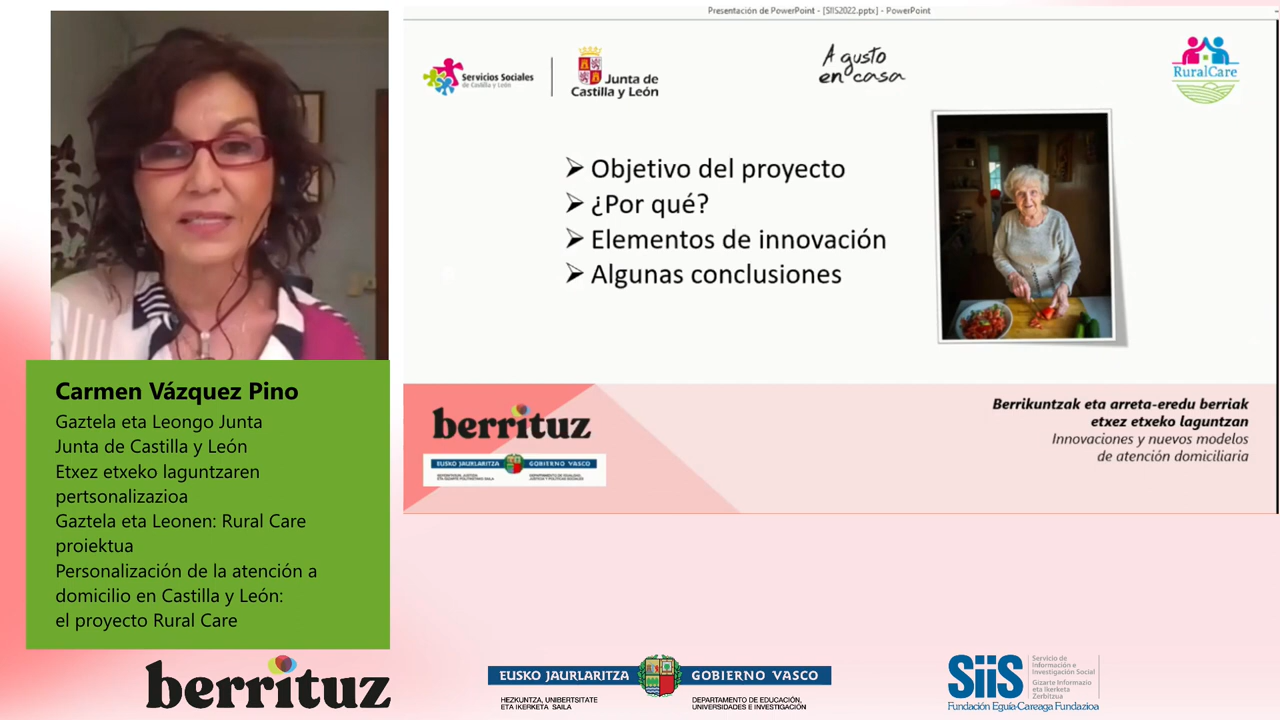 Presentación de PowerPoint - [SIIS2022.pptx] - PowerPoint
Servicios Sociales
de Castilla y León
Junta de
Castilla y León
A gusto
en casa
RuralCare
➢ Objetivo del proyecto
➢ ¿Por qué?
➢ Elementos de innovación
➢ Algunas conclusiones
berrituz
EUSKO JAURLARITZA
GOBIERNO VASCO
Berrikuntzak eta arreta-eredu berriak
etxez etxeko laguntzan
Innovaciones y nuevos modelos
de atención domiciliaria
Carmen Vázquez Pino
Gaztela eta Leongo Junta
Junta de Castilla y León
Etxez etxeko laguntzaren
pertsonalizazioa
Gaztela eta Leonen: Rural Care
proiektua
Personalización de la atención a
domicilio en Castilla y León:
el proyecto Rural Care
berrituz
EUSKO JAURLARITZA
GOBIERNO VASCO
HEZKUNTZA, UNIBERTSITATE
ETA IKERKETA SAILA
DEPARTAMENTO DE EDUCACIÓN,
UNIVERSIDADES E INVESTIGACIÓN
SiiS
Servicio de
Información e
Investigación Social
Gizarte Informazio
eta Ikerketa
Zerbitzua
Fundación Eguía-Careaga Fundazioa